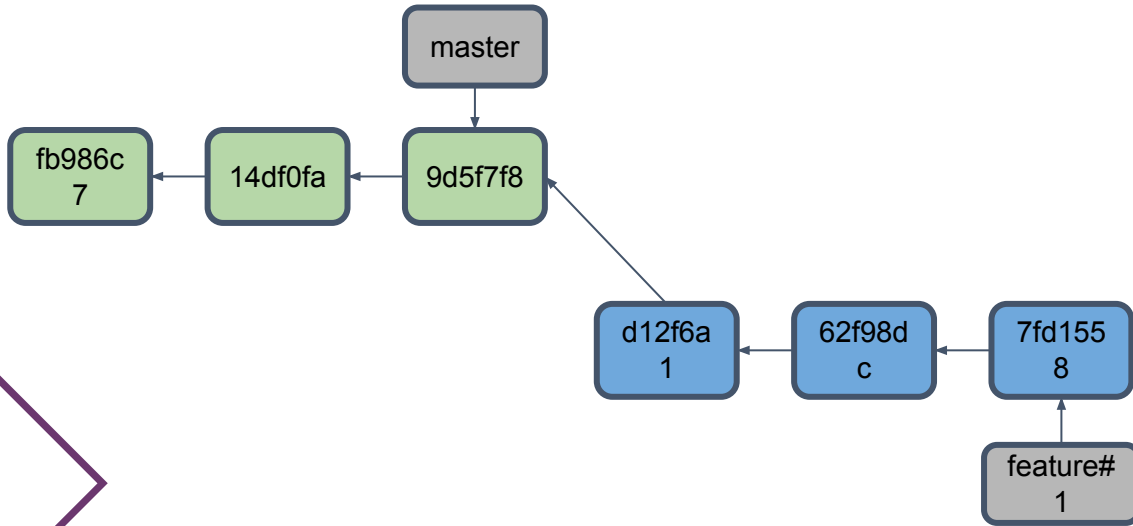 master
fb986c
7
14df0fa
9d5f7f8
d12f6a
1
62f98d
c
7fd155
8
feature#
1